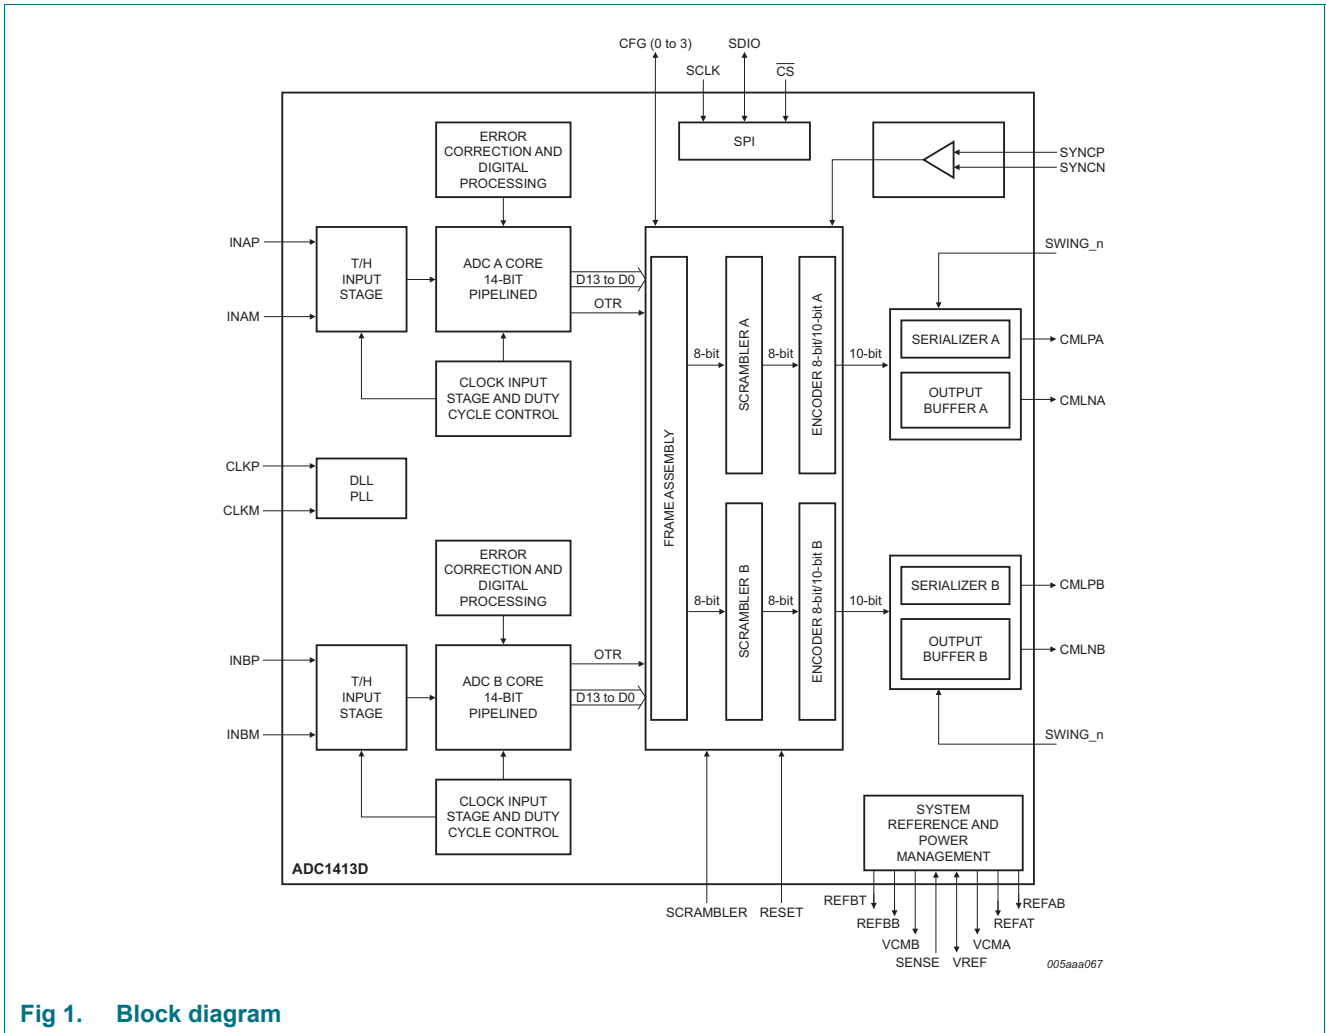 CFG (0 to 3)
SDIO
SCLK
CS
ERROR
CORRECTION AND
DIGITAL
PROCESSING
SPI
SYNCP
SYNCN
INAP
INAM
T/H
INPUT
STAGE
ADC A CORE
14-BIT
PIPELINED
D13 to D0
OTR
SWING_n
CLOCK INPUT
STAGE AND DUTY
CYCLE CONTROL
FRAME ASSEMBLY
8-bit
SCRAMBLER A
8-bit
ENCODER 8-bit/10-bit A
10-bit
SERIALIZER A
OUTPUT
BUFFER A
CMLPA
CMLNA
CLKP
CLKM
DLL
PLL
ERROR
CORRECTION AND
DIGITAL
PROCESSING
8-bit
SCRAMBLER B
8-bit
ENCODER 8-bit/10-bit B
10-bit
SERIALIZER B
OUTPUT
BUFFER B
CMLPB
CMLNB
INBP
INBM
T/H
INPUT
STAGE
ADC B CORE
14-BIT
PIPELINED
OTR
D13 to D0
SWING_n
CLOCK INPUT
STAGE AND DUTY
CYCLE CONTROL
SYSTEM
REFERENCE AND
POWER
MANAGEMENT
ADC1413D
SCRAMBLER
RESET
REFBT
REFBB
VCMB
SENSE
VREF
VCMA
REFAT
REFAB
005aaa067
Fig 1. Block diagram